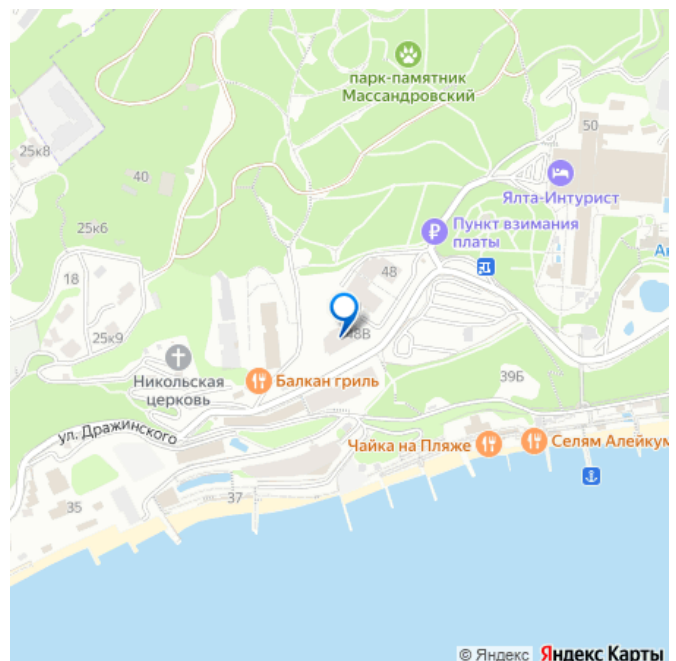 парк-памятник
Массандровский
50
25к8
40
Ялта-Интурист
Пункт взимания
платы
25к6
18
48
48В
25к9
Никольская
церковь
Балкан гриль
39Б
ул. Дражинского
Чайка на Пляже
Селям Алейкум
37
35
© Яндекс Яндекс Карты